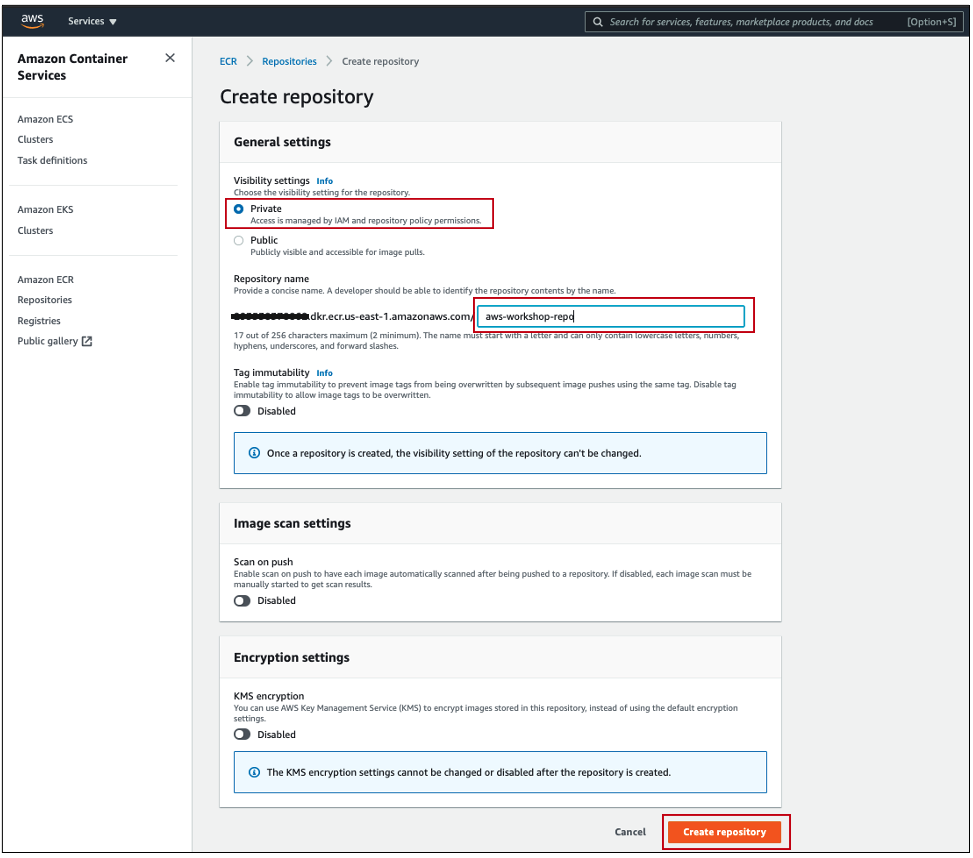 aws Services Search for services, features, marketplace products, and docs [Option+S]
Amazon Container
Services
Amazon ECS
Clusters
Task definitions
Amazon EKS
Clusters
Amazon ECR
Repositories
Registries
Public gallery
ECR > Repositories > Create repository
Create repository
General settings
Visibility settings Info
Choose the visibility setting for the repository.
Private
Access is managed by IAM and repository policy permissions.
Public
Publicly visible and accessible for image pulls.
Repository name
Provide a concise name. A developer should be able to identify the repository contents by the name.
.dkr.ecr.us-east-1.amazonaws.com/ aws-workshop-repo
17 out of 256 characters maximum (2 minimum). The name must start with a letter and can only contain lowercase letters, numbers,
hyphens, underscores, and forward slashes.
Tag immutability Info
Enable tag immutability to prevent image tags from being overwritten by subsequent image pushes using the same tag. Disable tag
immutability to allow image tags to be overwritten.
Disabled
Once a repository is created, the visibility setting of the repository can't be changed.
Image scan settings
Scan on push
Enable scan on push to have each image automatically scanned after being pushed to a repository. If disabled, each image scan must be
manually started to get scan results.
Disabled
Encryption settings
KMS encryption
You can use AWS Key Management Service (KMS) to encrypt images stored in this repository, instead of using the default encryption
settings.
Disabled
The KMS encryption settings cannot be changed or disabled after the repository is created.
Cancel Create repository